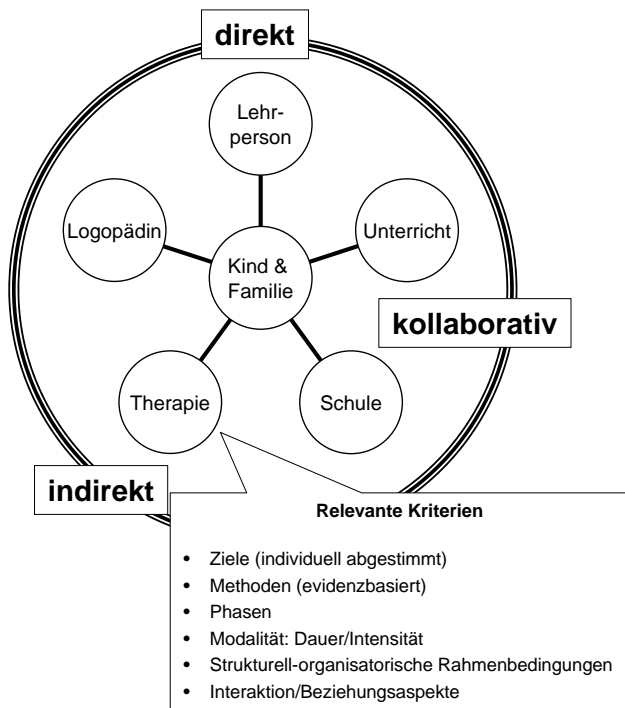 direkt
Lehr-
person
Logopädin
Unterricht
Kind &
Familie
kollaborativ
Therapie
Schule
indirekt
Relevante Kriterien
• Ziele (individuell abgestimmt)
• Methoden (evidenzbasiert)
• Phasen
• Modalität: Dauer/Intensität
• Strukturell-organisatorische Rahmenbedingungen
• Interaktion/Beziehungsaspekte